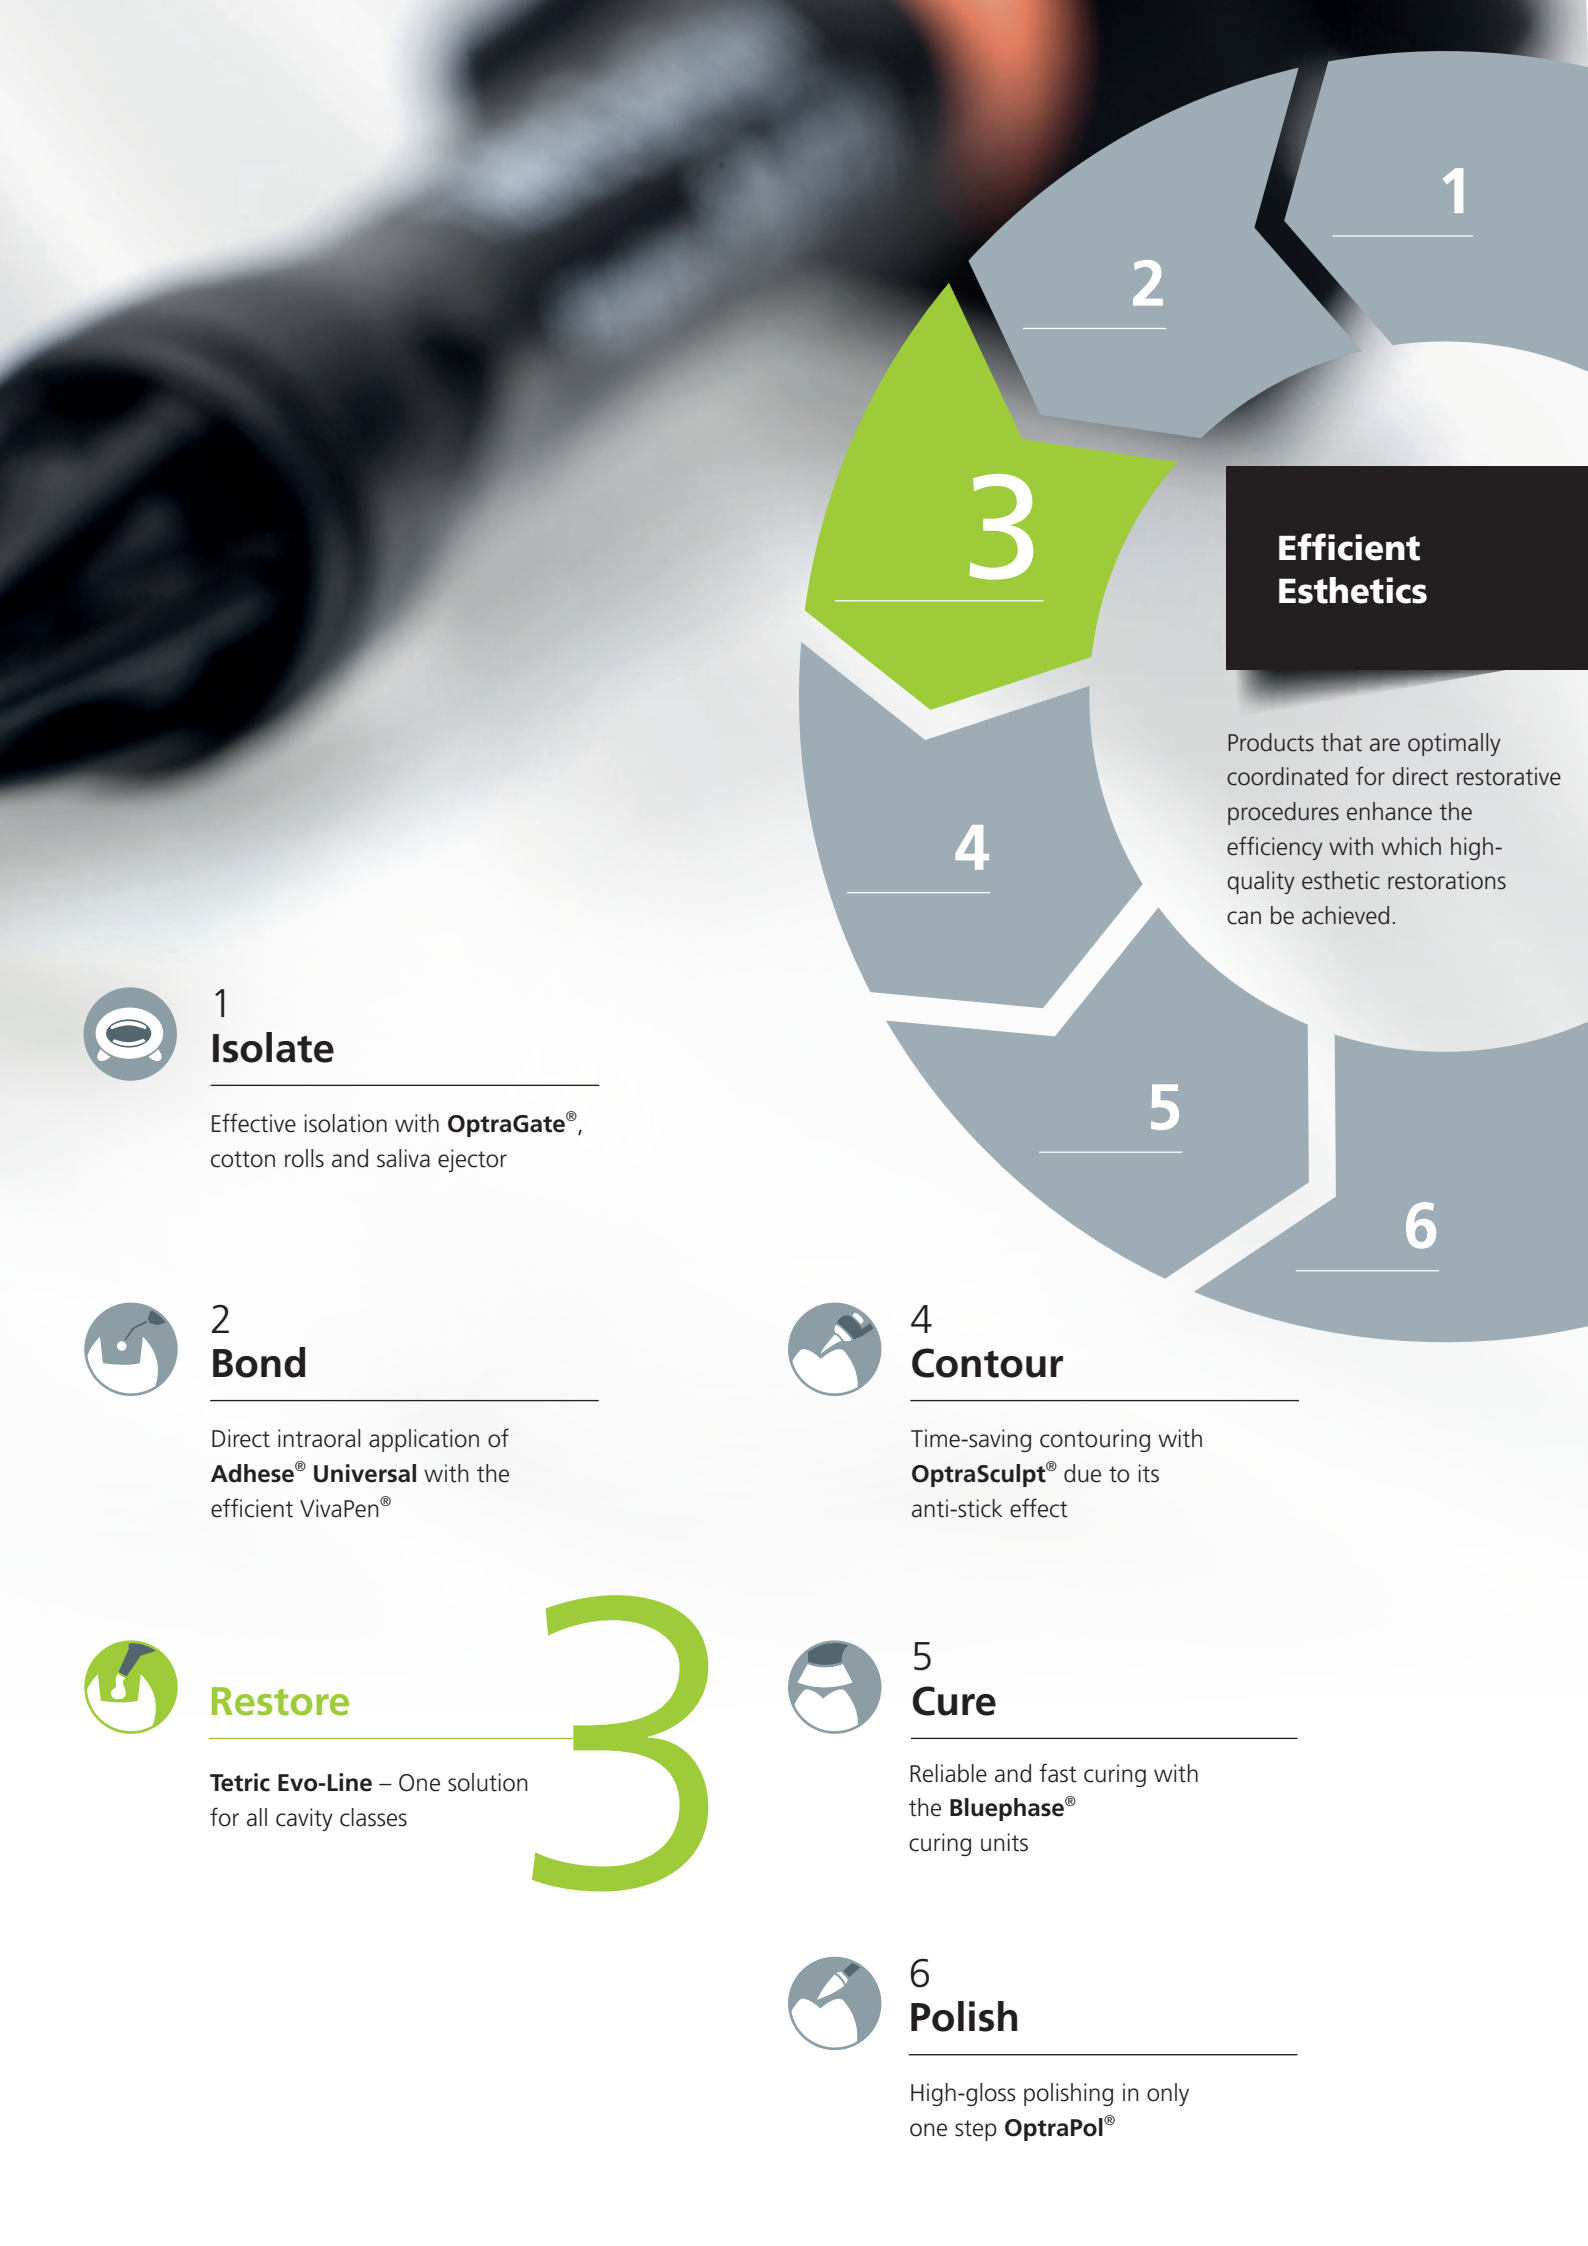 1
2
3
4
5
6
Efficient
Esthetics
Products that are optimally
coordinated for direct restorative
procedures enhance the
efficiency with which high-
quality esthetic restorations
can be achieved.
1
Isolate
Effective isolation with OptraGate®,
cotton rolls and saliva ejector
2
Bond
Direct intraoral application of
Adhese® Universal with the
efficient VivaPen®
3
Restore
Tetric Evo-Line – One solution
for all cavity classes
4
Contour
Time-saving contouring with
OptraSculpt® due to its
anti-stick effect
5
Cure
Reliable and fast curing with
the Bluephase®
curing units
6
Polish
High-gloss polishing in only
one step OptraPol®